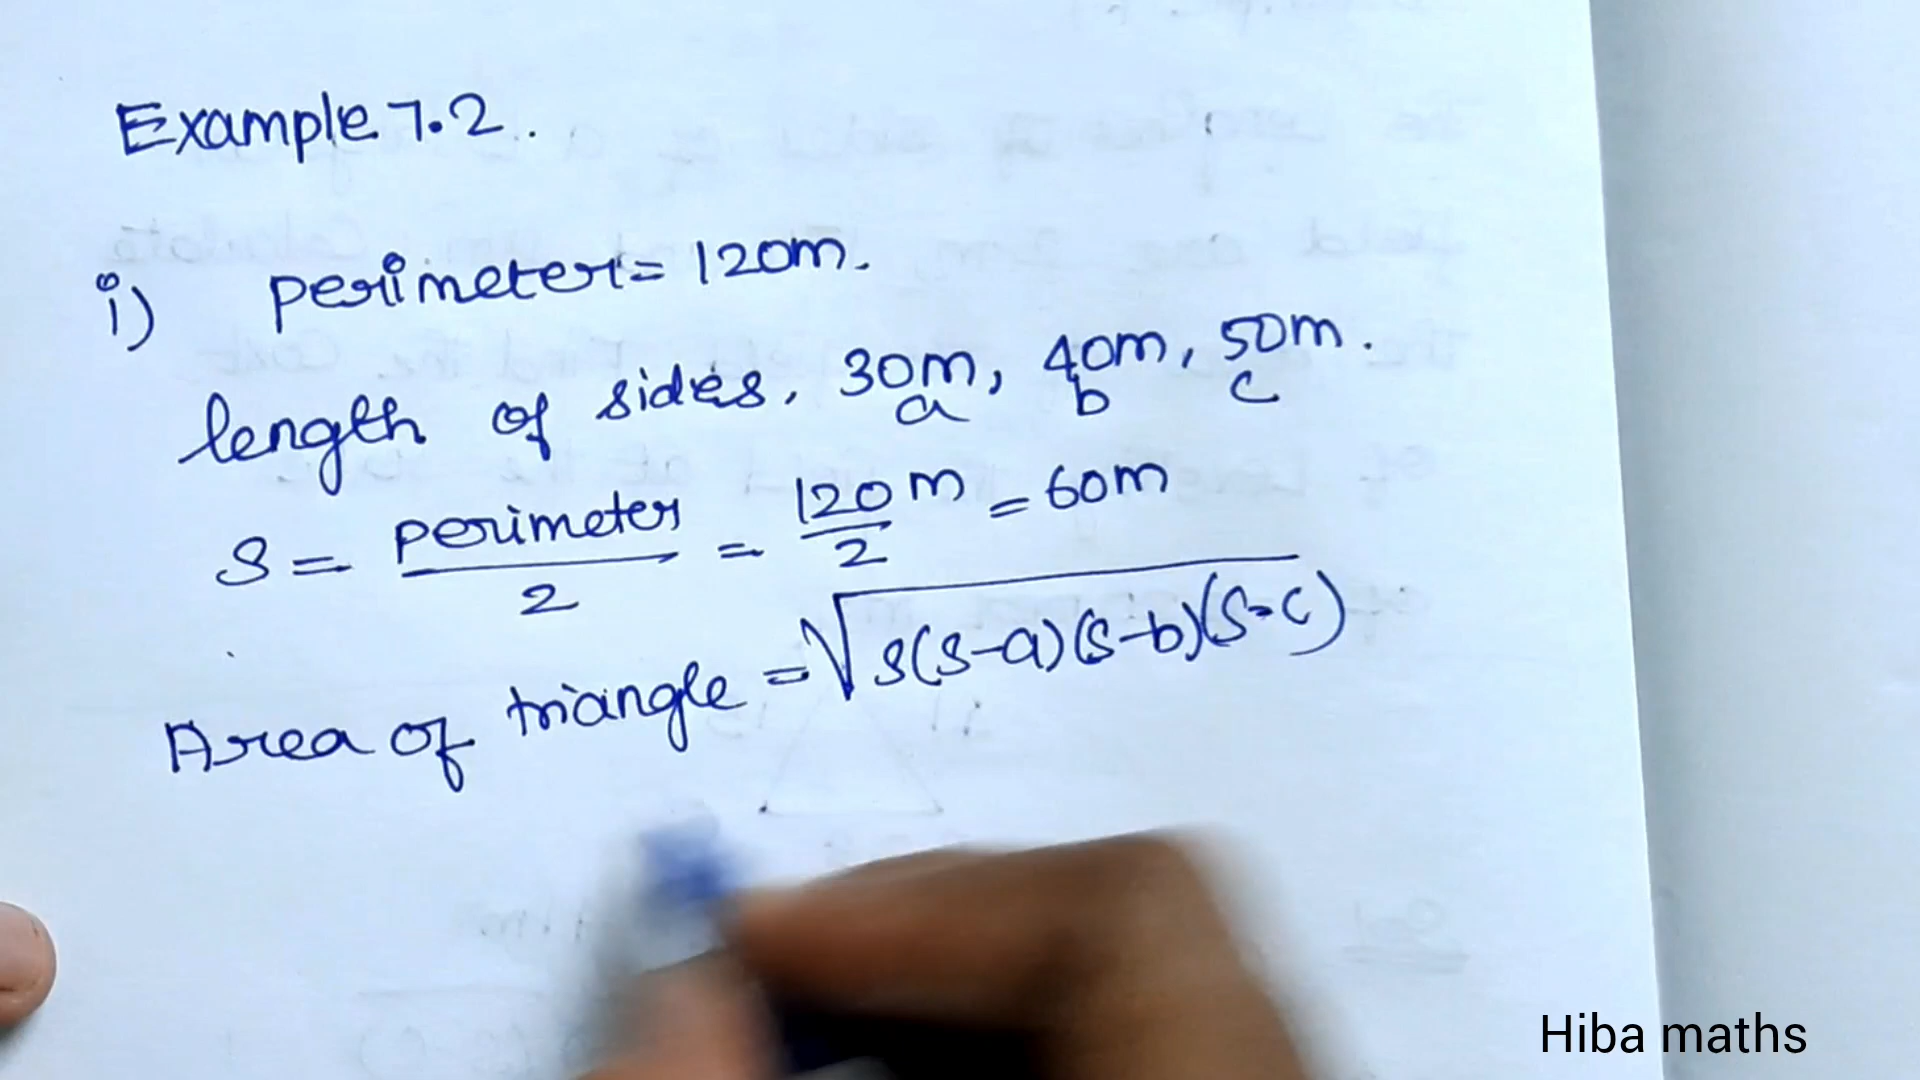 Example 7.2.
i) perimeter = 120m.
length of sides, 30m, 40m, 50m.
a b c
S = perimeter/2 = 120/2 m = 60m
Area of triangle = √s(s-a)(s-b)(s-c)
Hiba maths